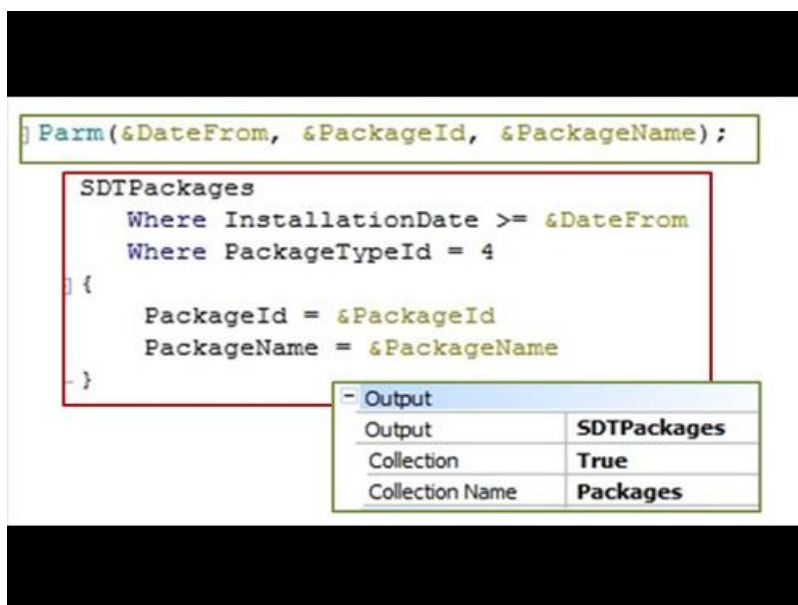 Parm(&DateFrom, &PackageId, &PackageName);
SDTPackages
Where InstallationDate >= &DateFrom
Where PackageTypeId = 4
{
PackageId = &PackageId
PackageName = &PackageName
}
Output
Output SDTPackages
Collection True
Collection Name Packages